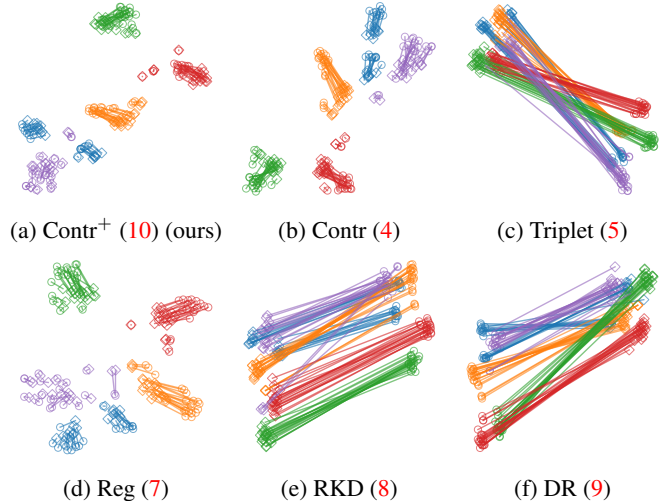 (a) Contr+ (10) (ours)
(b) Contr (4)
(c) Triplet (5)
(d) Reg (7)
(e) RKD (8)
(f) DR (9)